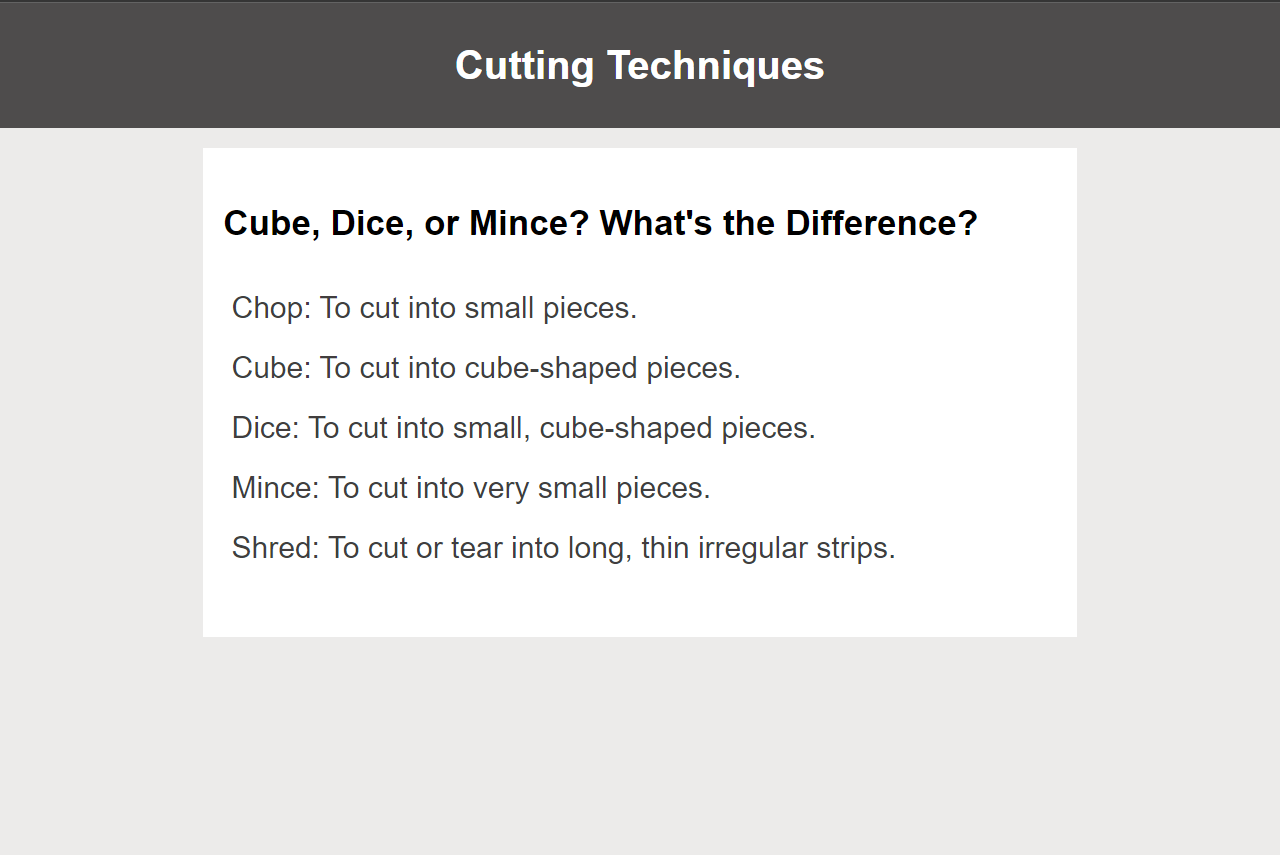 Cutting Techniques
Cube, Dice, or Mince? What's the Difference?
Chop: To cut into small pieces.
Cube: To cut into cube-shaped pieces.
Dice: To cut into small, cube-shaped pieces.
Mince: To cut into very small pieces.
Shred: To cut or tear into long, thin irregular strips.